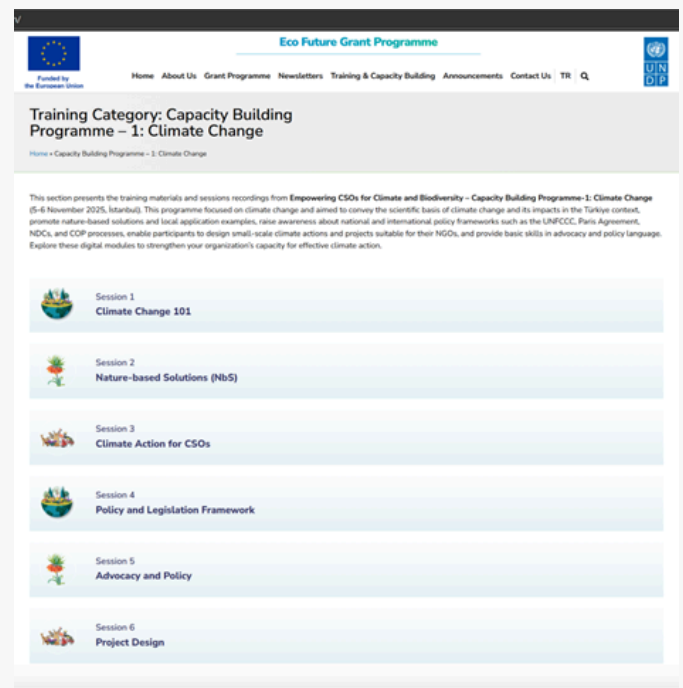 Eco Future Grant Programme
Funded by
the European Union
Home About Us Grant Programme Newsletters Training & Capacity Building Announcements Contact Us TR
U N
D P
Training Category: Capacity Building
Programme – 1: Climate Change
Home » Capacity Building Programme – 1: Climate Change
This section presents the training materials and sessions recordings from Empowering CSOs for Climate and Biodiversity – Capacity Building Programme-1: Climate Change
(5-6 November 2025, İstanbul). This programme focused on climate change and aimed to convey the scientific basis of climate change and its impacts in the Türkiye context,
promote nature-based solutions and local application examples, raise awareness about national and international policy frameworks such as the UNFCCC, Paris Agreement,
NDCs, and COP processes, enable participants to design small-scale climate actions and projects suitable for their NGOs, and provide basic skills in advocacy and policy language.
Explore these digital modules to strengthen your organization's capacity for effective climate action.
Session 1
Climate Change 101
Session 2
Nature-based Solutions (NbS)
Session 3
Climate Action for CSOs
Session 4
Policy and Legislation Framework
Session 5
Advocacy and Policy
Session 6
Project Design